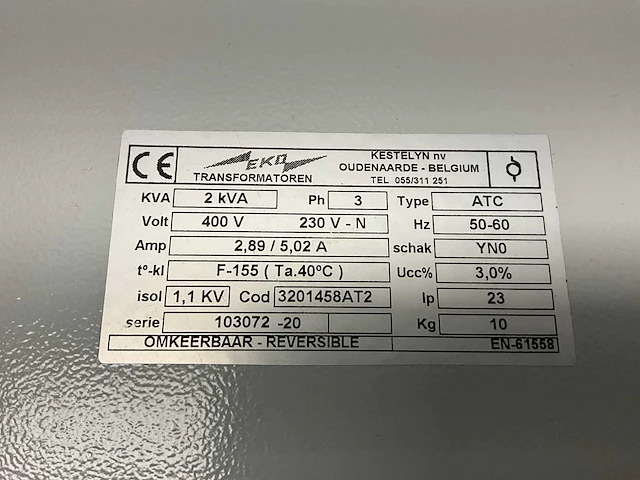 CE EKO TRANSFORMATOREN KESTELYN nv
OUDENAARDE - BELGIUM
TEL 055/311 251
KVA 2 kVA Ph 3 Type ATC
Volt 400 V 230 V - N Hz 50-60
Amp 2,89 / 5,02 A schak YN0
tº-kl F-155 ( Ta.40ºC ) Ucc% 3,0%
isol 1,1 KV Cod 3201458AT2 Ip 23
serie 103072 -20 Kg 10
OMKEERBAAR - REVERSIBLE EN-61558